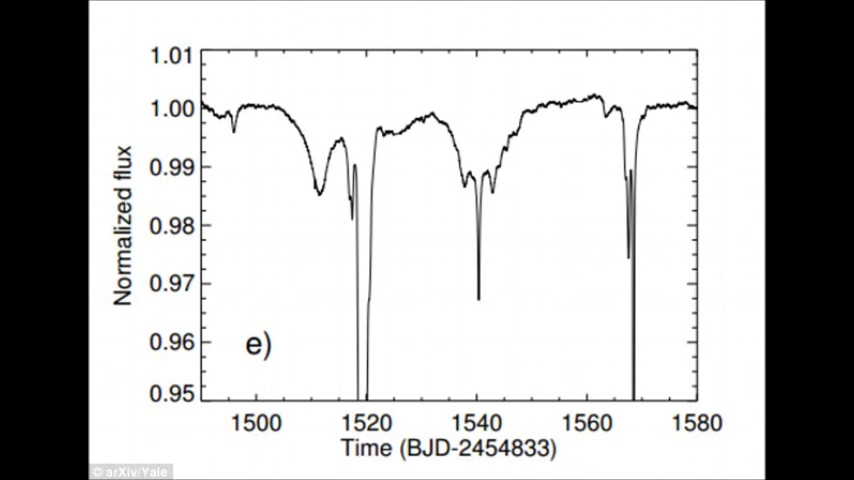 1.01
1.00
0.99
0.98
0.97
0.96
0.95
Normalized flux
e)
1500 1520 1540 1560 1580
Time (BJD-2454833)
© arXiv/Yale